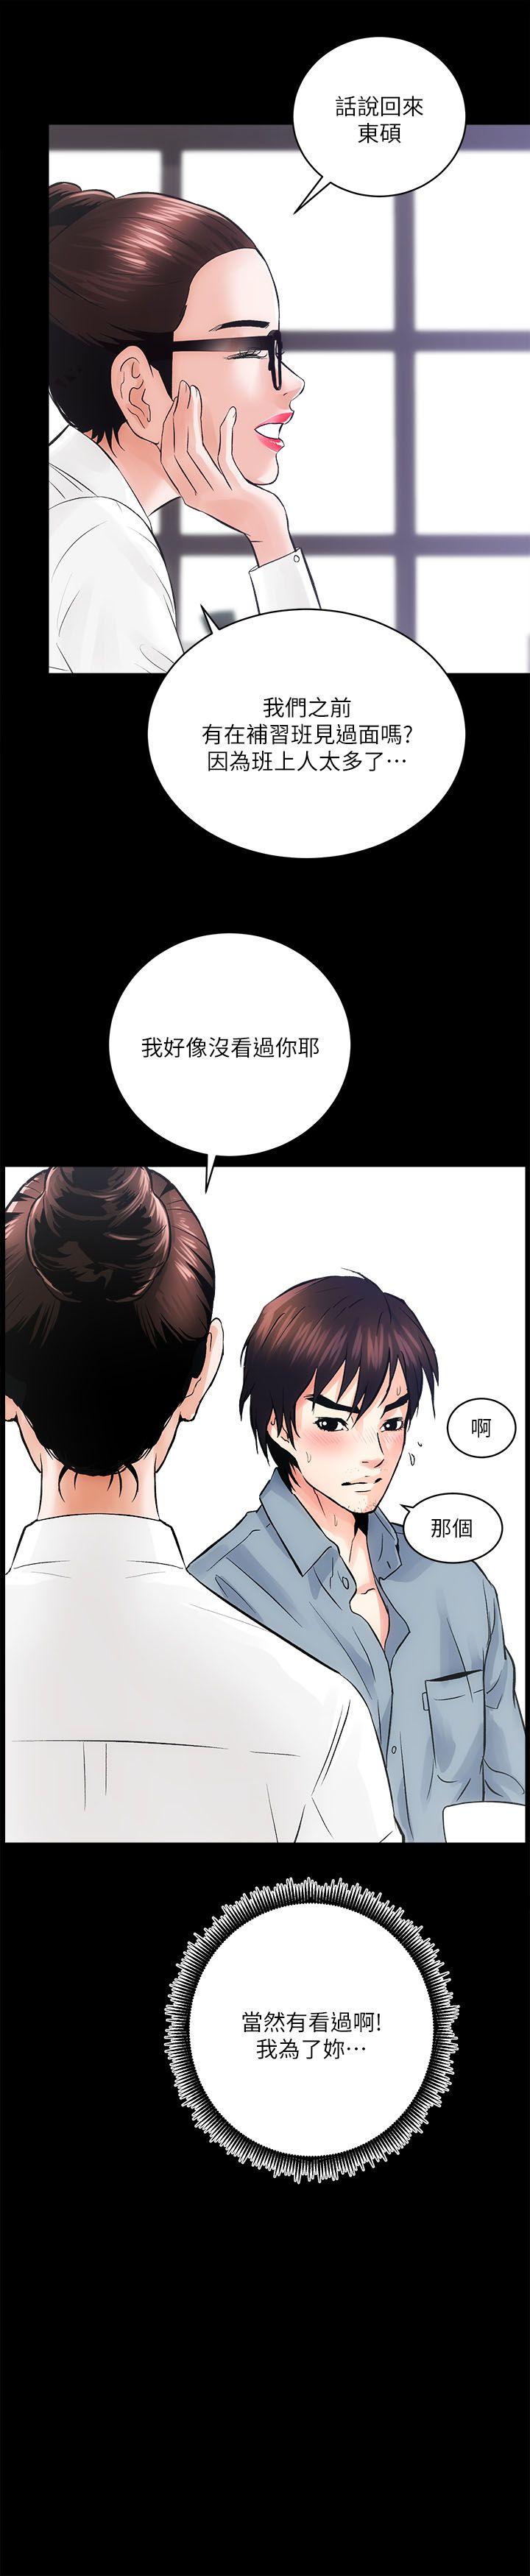 話說回來
東碩
我們之前
有在補習班見過面嗎?
因為班上人太多了…
我好像沒看過你耶
啊
那個
當然有看過啊!
我為了妳…